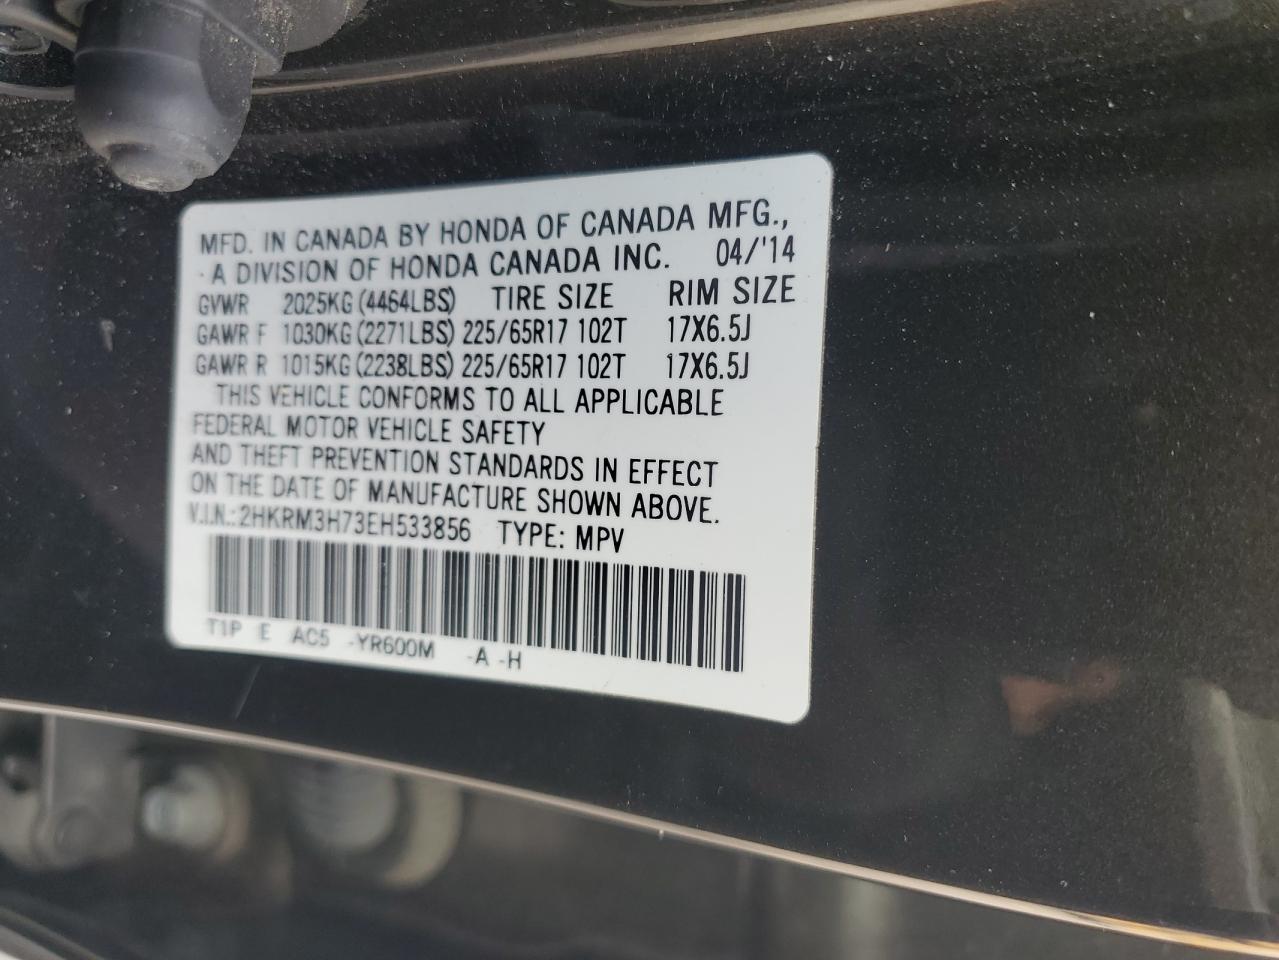 MFD. IN CANADA BY HONDA OF CANADA MFG.,
A DIVISION OF HONDA CANADA INC. 04/'14
GVWR 2025KG (4464LBS) TIRE SIZE RIM SIZE
GAWR F 1030KG (2271LBS) 225/65R17 102T 17X6.5J
GAWR R 1015KG (2238LBS) 225/65R17 102T 17X6.5J
THIS VEHICLE CONFORMS TO ALL APPLICABLE
FEDERAL MOTOR VEHICLE SAFETY
AND THEFT PREVENTION STANDARDS IN EFFECT
ON THE DATE OF MANUFACTURE SHOWN ABOVE.
V.I.N.: 2HKRM3H73EH533856 TYPE: MPV
T1P E AC5 -YR600M -A -H